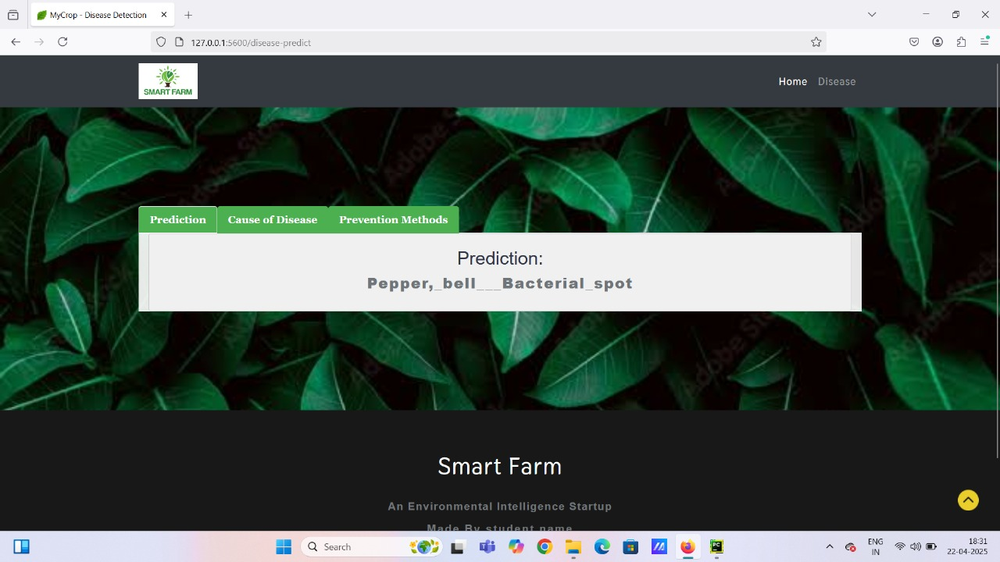 MyCrop - Disease Detection
127.0.0.1:5600/disease-predict
SMART FARM
Home Disease
Prediction Cause of Disease Prevention Methods
Prediction:
Pepper,_bell___Bacterial_spot
Smart Farm
An Environmental Intelligence Startup
Made By student name
Search
ENG
IN
18:31
22-04-2025